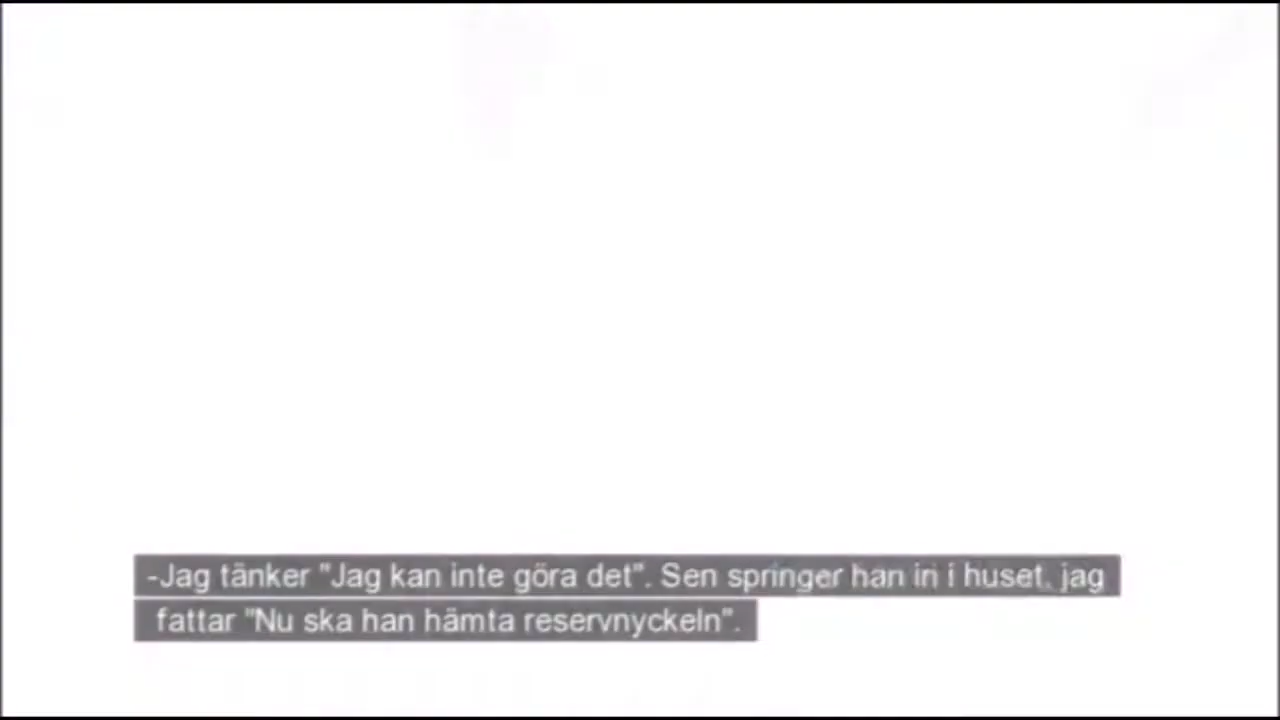 -Jag tänker "Jag kan inte göra det". Sen springer han in i huset, jag
fattar "Nu ska han hämta reservnyckeln".